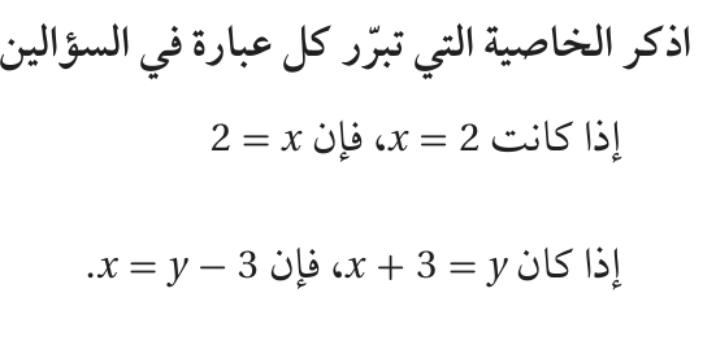 اذكر الخاصية التي تبرّر كل عبارة في السؤالين
إذا كانت x = 2، فإن 2 = x
إذا كان x + 3 = y، فإن x = y − 3.